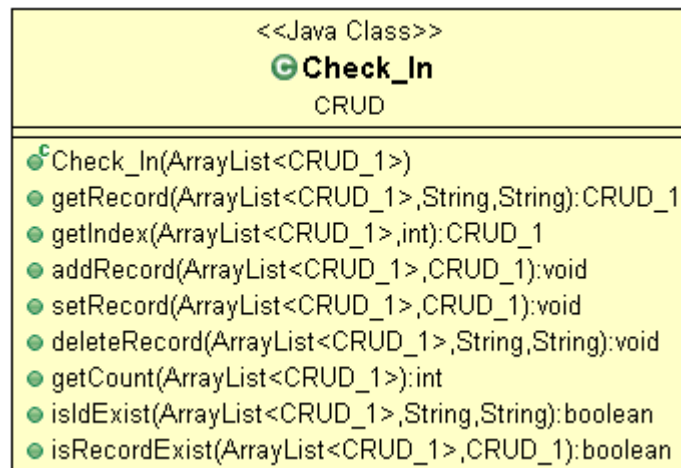 <<Java Class>>
Check_In
CRUD
Check_In(ArrayList<CRUD_1>)
getRecord(ArrayList<CRUD_1>,String,String):CRUD_1
getIndex(ArrayList<CRUD_1>,int):CRUD_1
addRecord(ArrayList<CRUD_1>,CRUD_1):void
setRecord(ArrayList<CRUD_1>,CRUD_1):void
deleteRecord(ArrayList<CRUD_1>,String,String):void
getCount(ArrayList<CRUD_1>):int
isIdExist(ArrayList<CRUD_1>,String,String):boolean
isRecordExist(ArrayList<CRUD_1>,CRUD_1):boolean